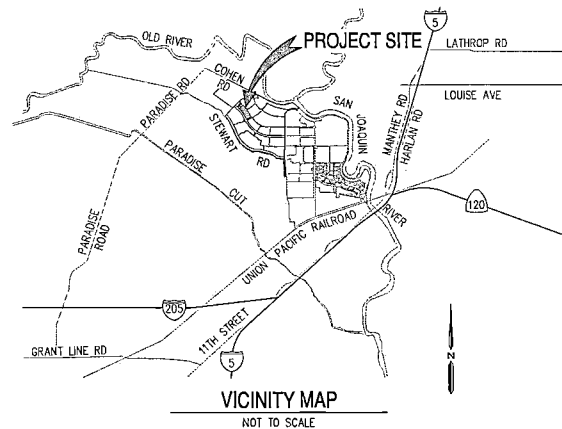 5
OLD RIVER
PROJECT SITE
LATHROP RD
COHEN
RD
LOUISE AVE
PARADISE RD
SAN
JOAQUIN
RIVER
MANTHEY RD
HARLAN RD
STEWART
RD
PARADISE
CUT
120
PARADISE
ROAD
UNION PACIFIC RAILROAD
205
11TH STREET
GRANT LINE RD
5
N
VICINITY MAP
NOT TO SCALE